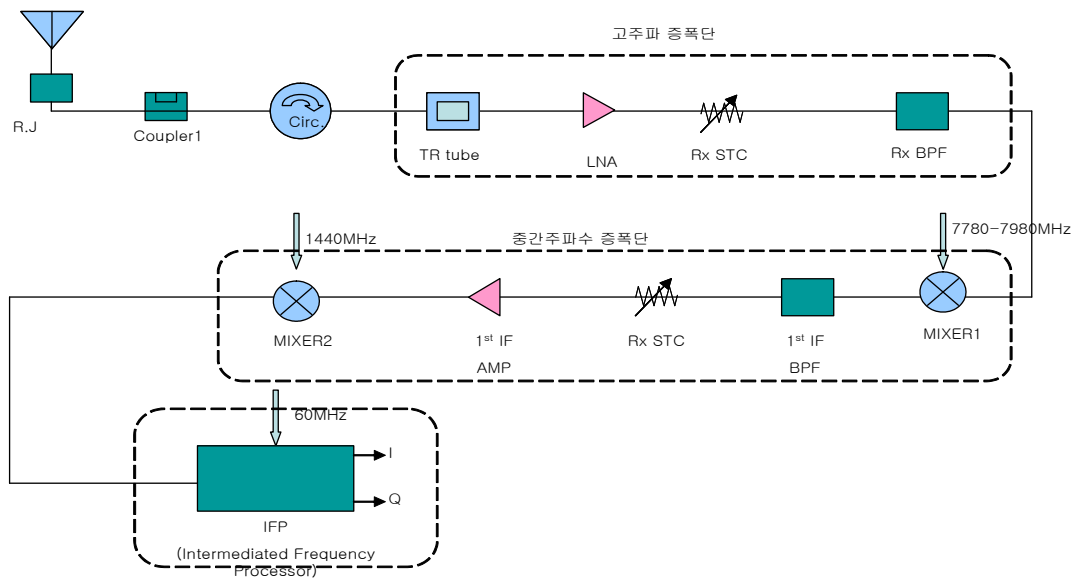 고주파 증폭단
R.J
Coupler1
Circ.
TR tube
LNA
Rx STC
Rx BPF
1440MHz
중간주파수 증폭단
7780-7980MHz
MIXER2
1st IF
AMP
Rx STC
1st IF
BPF
MIXER1
60MHz
I
Q
IFP
(Intermediated Frequency
Processor)